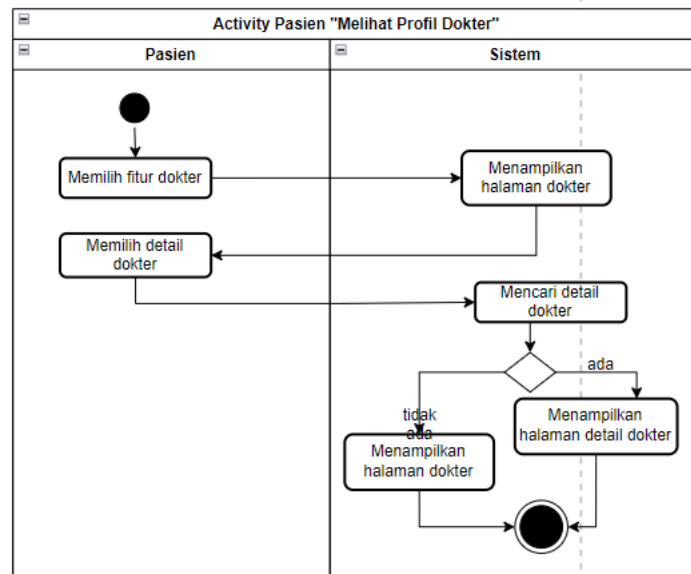 Activity Pasien "Melihat Profil Dokter"
Pasien
Sistem
Memilih fitur dokter
Menampilkan
halaman dokter
Memilih detail
dokter
Mencari detail
dokter
ada
tidak
ada
Menampilkan
halaman detail dokter
Menampilkan
halaman dokter